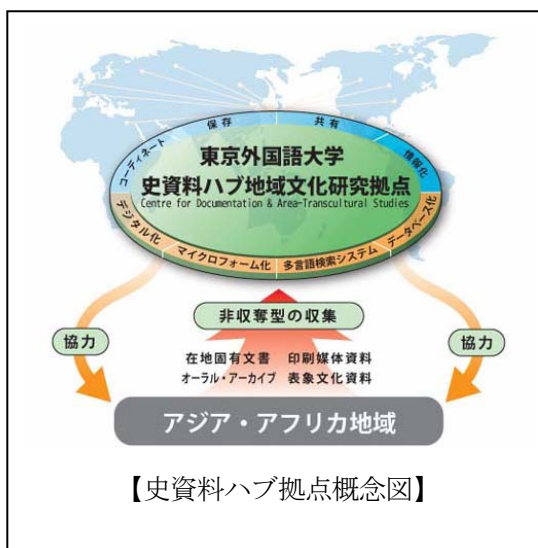 コーディネート
保存
共有
情報化
東京外国語大学
史資料ハブ地域文化研究拠点
Centre for Documentation & Area-Transcultural Studies
デジタル化
マイクロフォーム化
多言語検索システム
データベース化
非収奪型の収集
協力
協力
在地固有文書 印刷媒体資料
オーラル・アーカイブ 表象文化資料
アジア・アフリカ地域
【史資料ハブ拠点概念図】